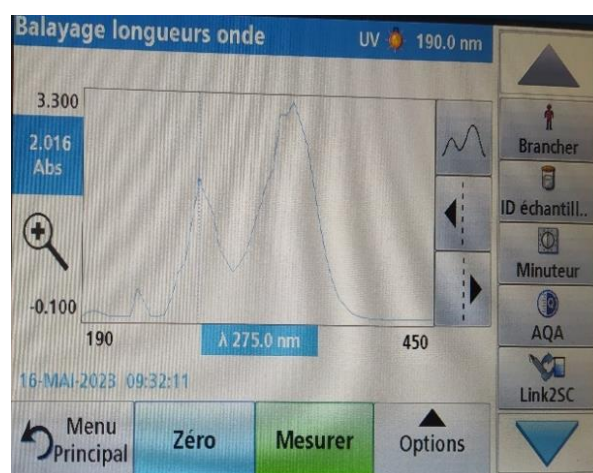 Balayage longueurs onde
UV 190.0 nm
3.300
2.016
Abs
-0.100
190
λ 275.0 nm
450
16-MAI-2023 09:32:11
Menu
Principal
Zéro
Mesurer
Options
Brancher
ID échantill..
Minuteur
AQA
Link2SC